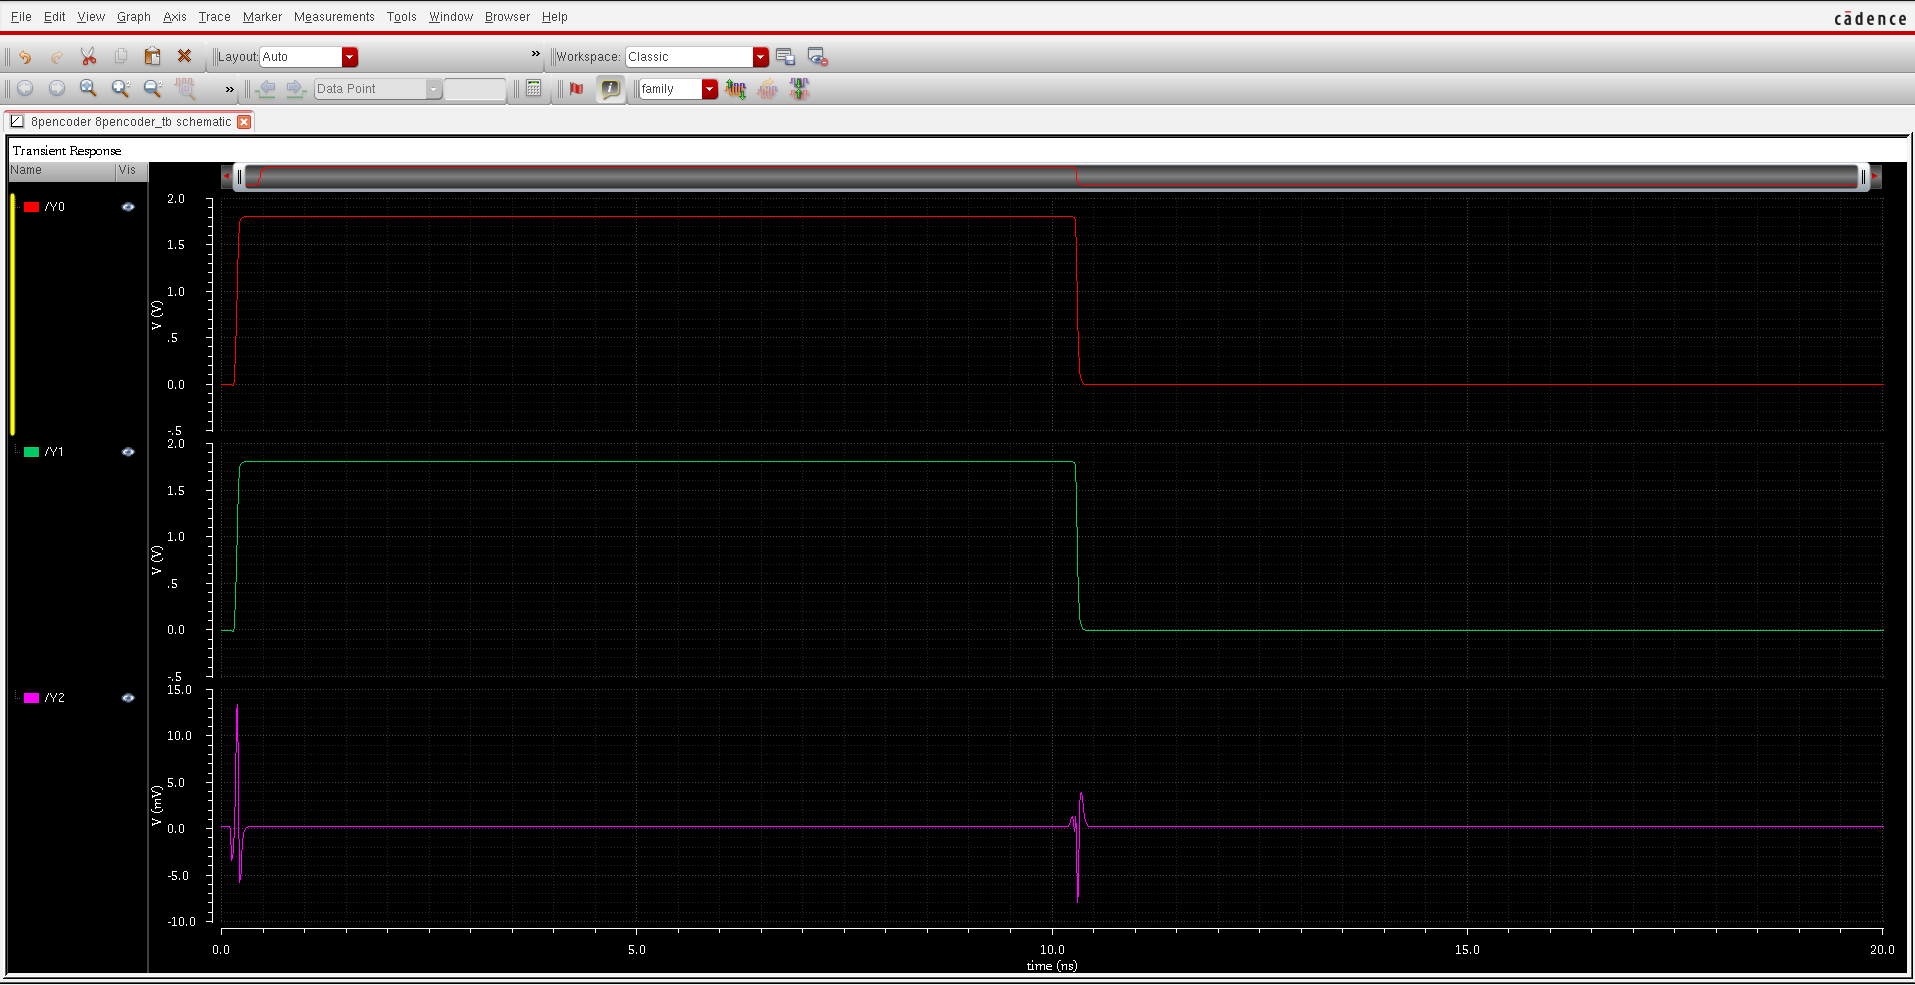 File Edit View Graph Axis Trace Marker Measurements Tools Window Browser Help
cādence
Layout: Auto » Workspace: Classic
» Data Point family
8pencoder 8pencoder_tb schematic
Transient Response
Name Vis
/Y0
2.0
1.5
1.0
.5
0.0
-.5
V (V)
/Y1
2.0
1.5
1.0
.5
0.0
-.5
V (V)
/Y2
15.0
10.0
5.0
0.0
-5.0
-10.0
V (mV)
0.0 5.0 10.0 15.0 20.0
time (ns)